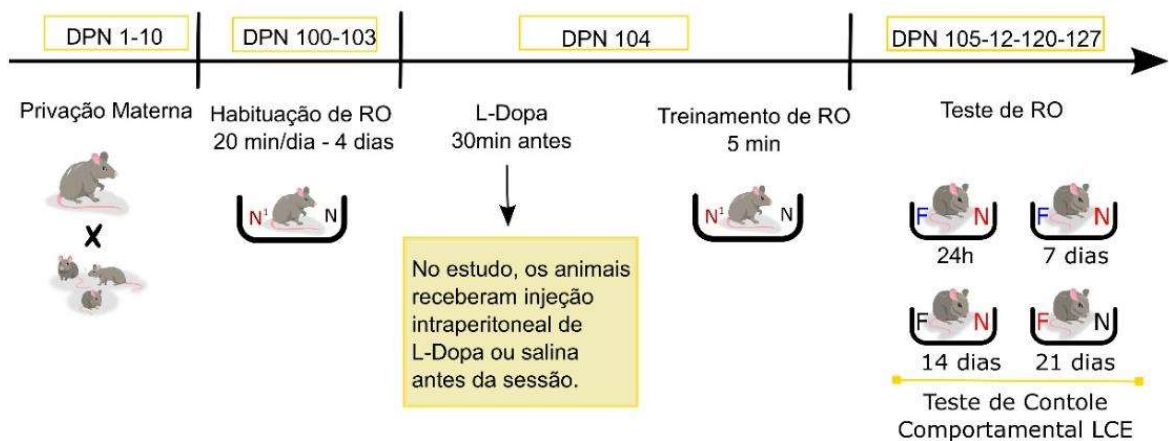 DPN 1-10
DPN 100-103
DPN 104
DPN 105-12-120-127
Privação Materna
Habituação de RO
20 min/dia - 4 dias
L-Dopa
30min antes
Treinamento de RO
5 min
Teste de RO
X
N¹ N
No estudo, os animais
receberam injeção
intraperitoneal de
L-Dopa ou salina
antes da sessão.
N¹ N
F N
24h
F N
7 dias
F N
14 dias
F N
21 dias
Teste de Contole
Comportamental LCE